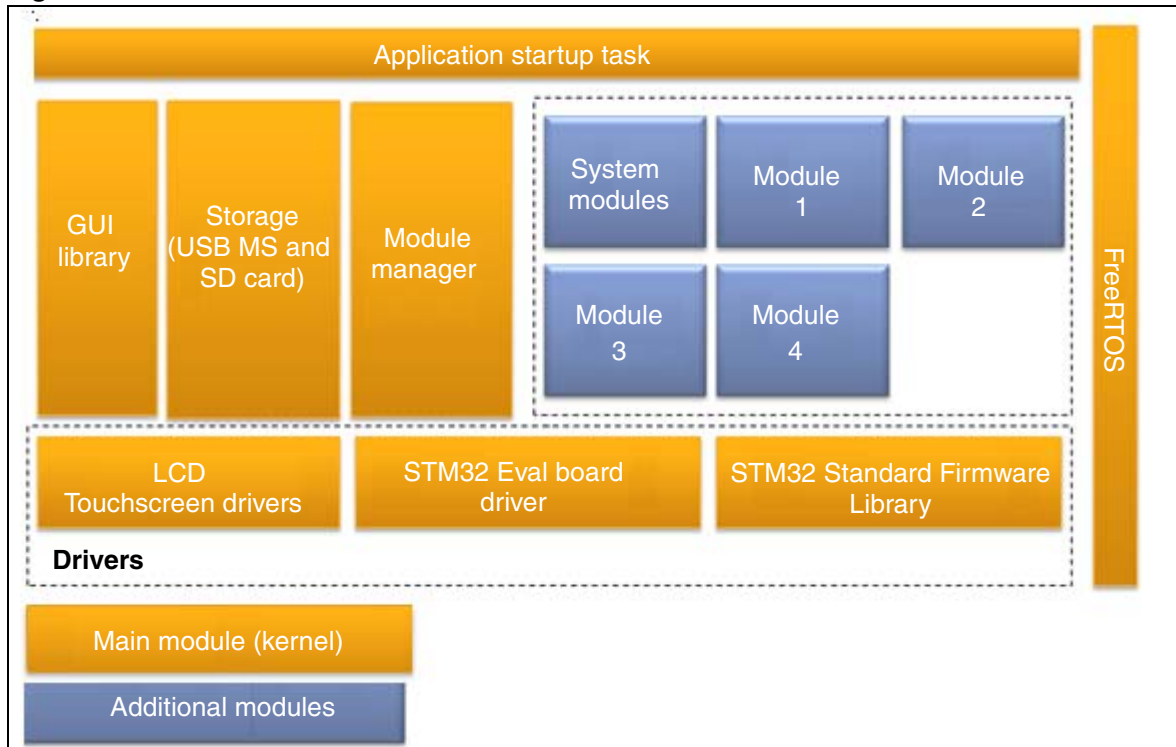 Application startup task
GUI
library
Storage
(USB MS and
SD card)
Module
manager
System
modules
Module
1
Module
2
Module
3
Module
4
FreeRTOS
LCD
Touchscreen drivers
STM32 Eval board
driver
STM32 Standard Firmware
Library
Drivers
Main module (kernel)
Additional modules